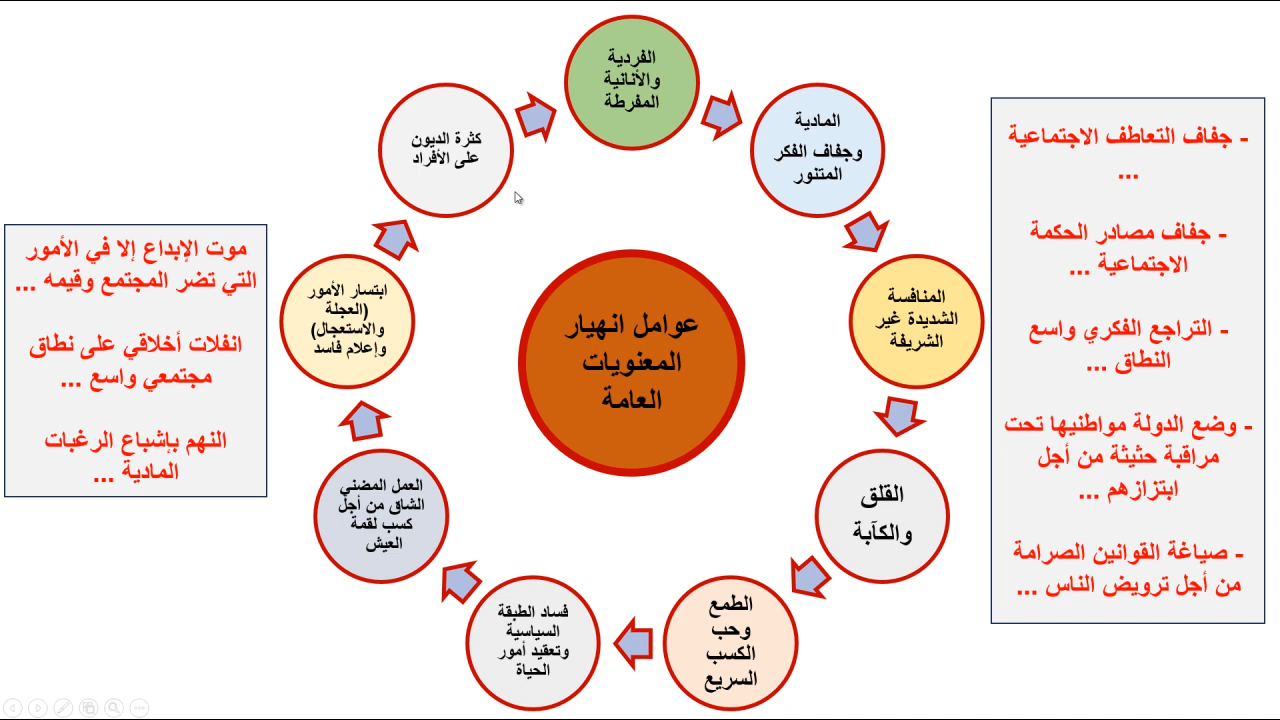 الفردية
والأنانية
المفرطة
المادية
وجفاف الفكر
المتنور
المنافسة
الشديدة غير
الشريفة
القلق
والكآبة
الطمع
وحب
الكسب
السريع
فساد الطبقة
السياسية
وتعقيد أمور
الحياة
العمل المضني
الشاق من أجل
كسب لقمة
العيش
ابتسار الأمور
(العجلة
والاستعجال)
وإعلام فاسد
كثرة الديون
على الأفراد
عوامل انهيار
المعنويات
العامة
- جفاف التعاطف الاجتماعية
...
- جفاف مصادر الحكمة
الاجتماعية ...
- التراجع الفكري واسع
النطاق ...
- وضع الدولة مواطنيها تحت
مراقبة حثيثة من أجل
ابتزازهم ...
- صياغة القوانين الصرامة
من أجل ترويض الناس ...
موت الإبداع إلا في الأمور
التي تضر المجتمع وقيمه ...
انفلات أخلاقي على نطاق
مجتمعي واسع ...
النهم بإشباع الرغبات
المادية ...